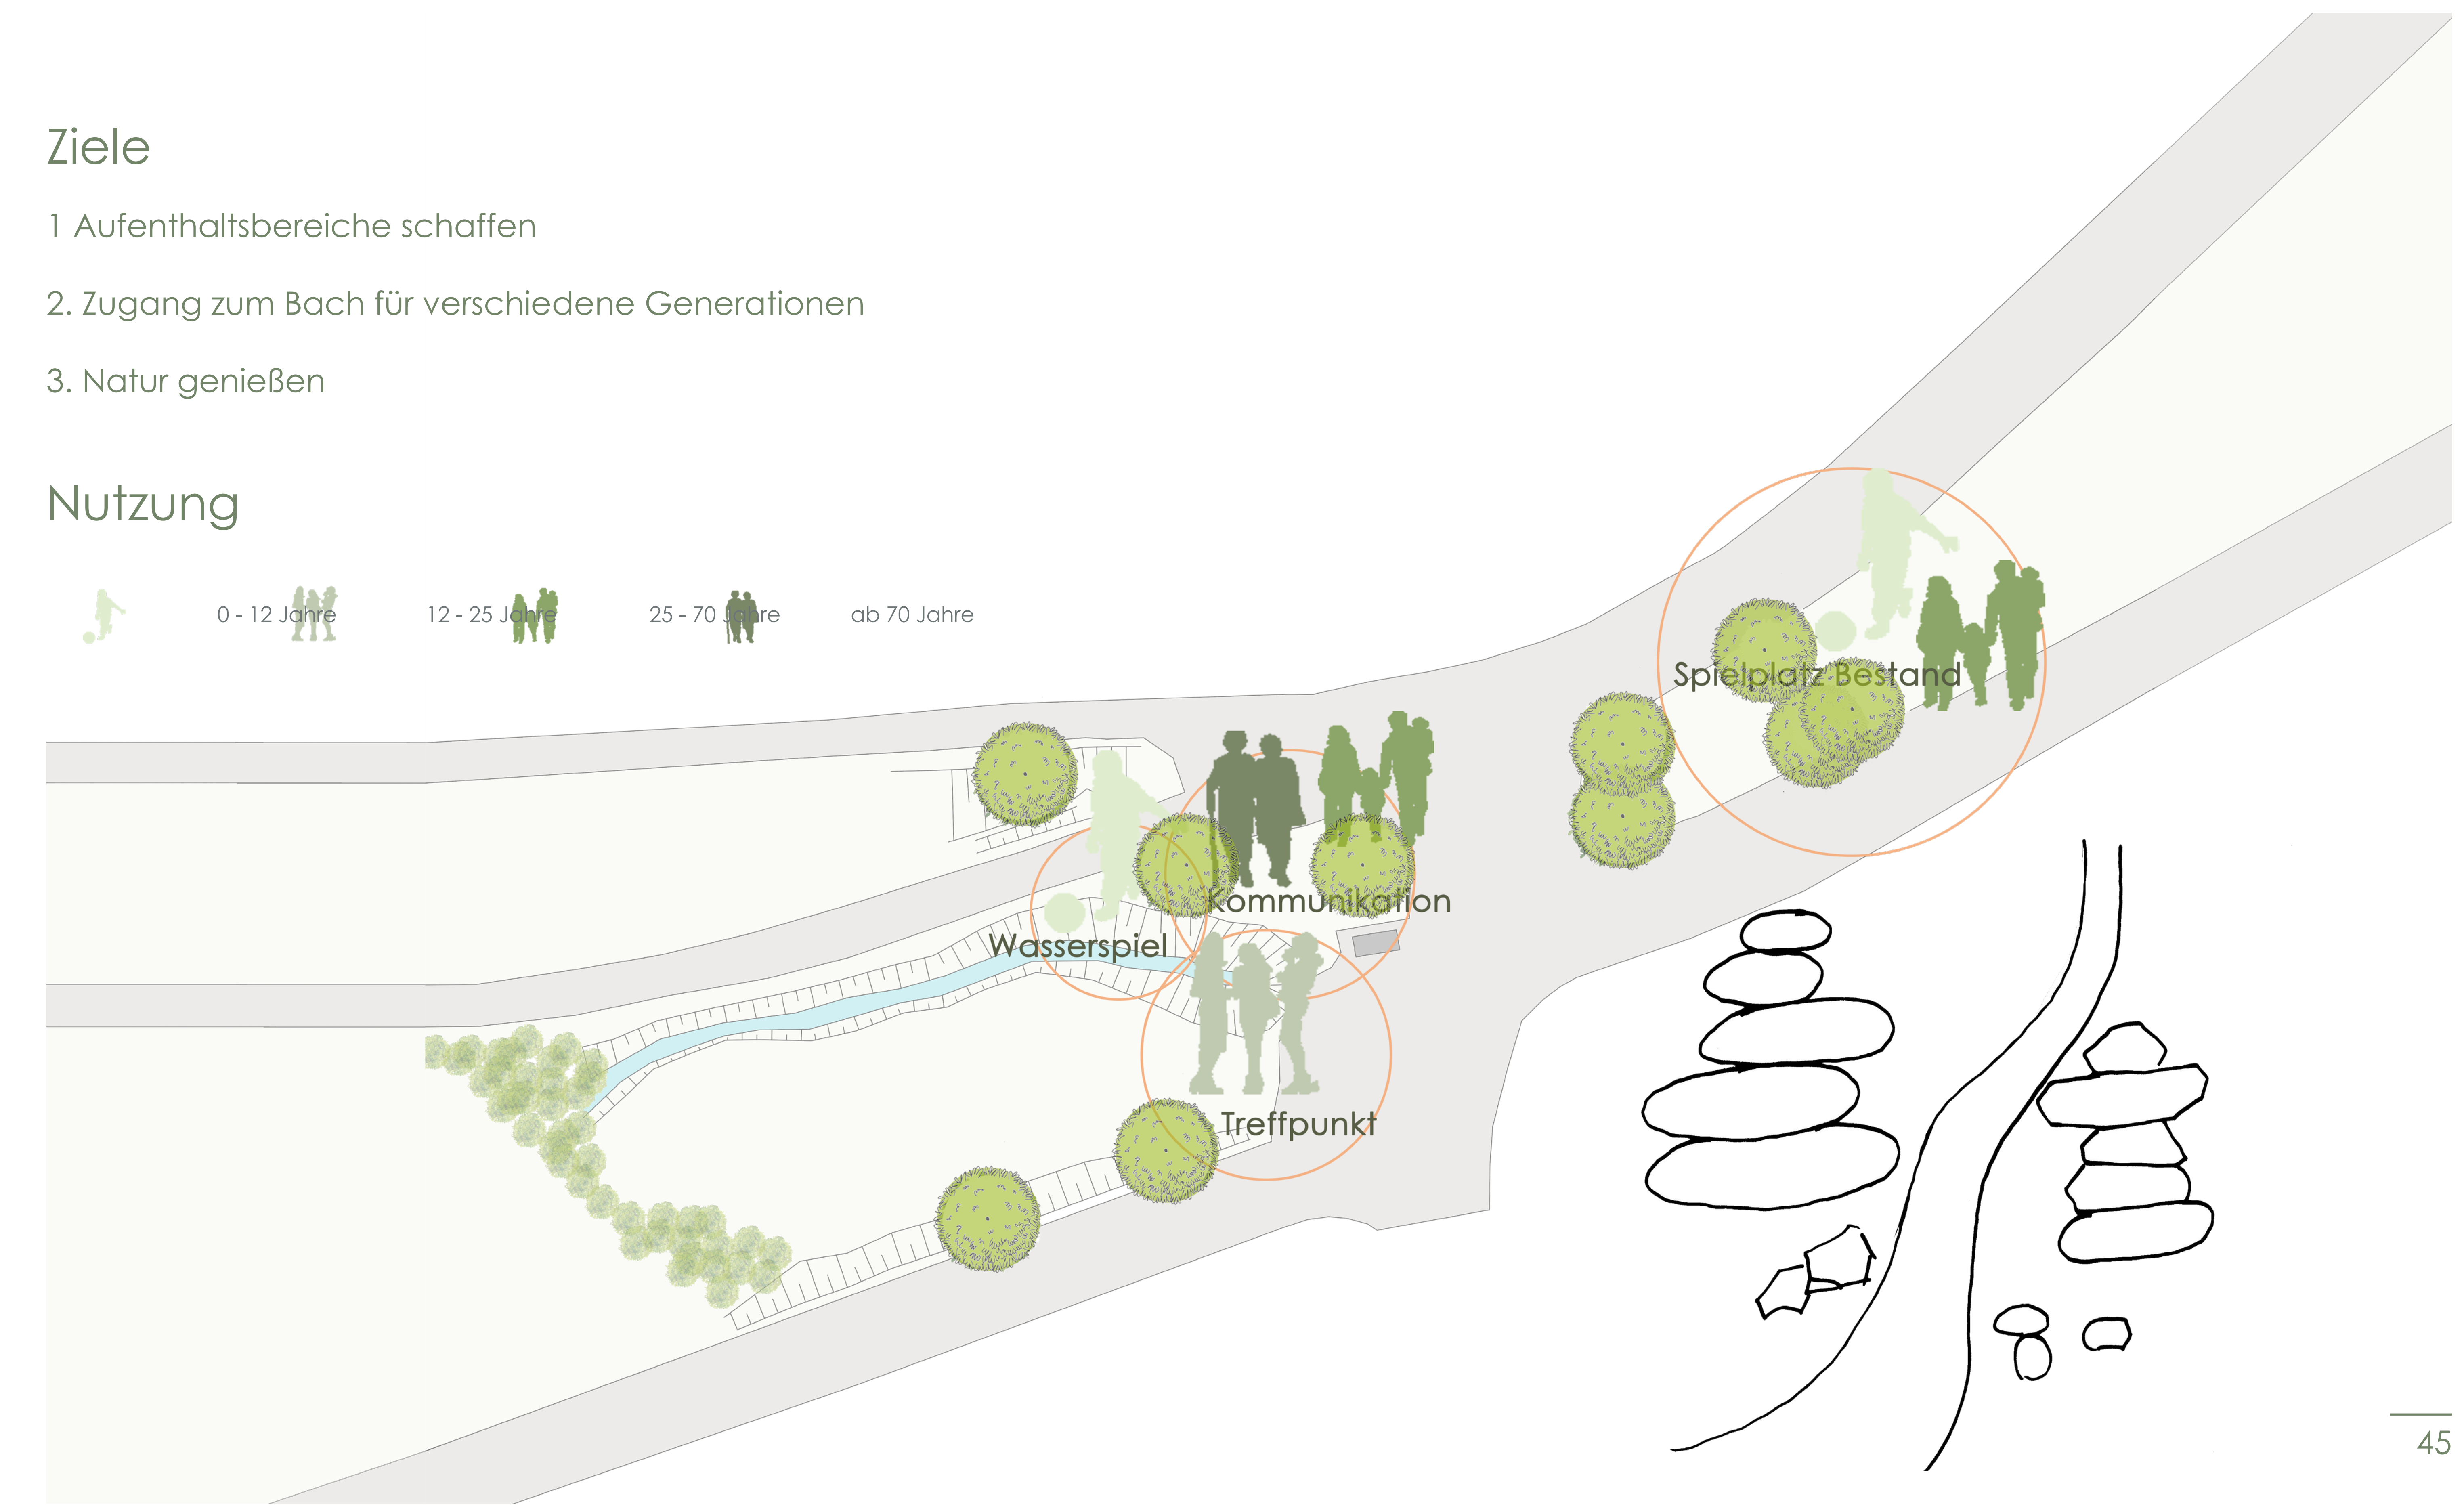 Ziele
1 Aufenthaltsbereiche schaffen
2. Zugang zum Bach für verschiedene Generationen
3. Natur genießen
Nutzung
0 - 12 Jahre
12 - 25 Jahre
25 - 70 Jahre
ab 70 Jahre
Spielplatz Bestand
Kommunikation
Wasserspiel
Treffpunkt
45